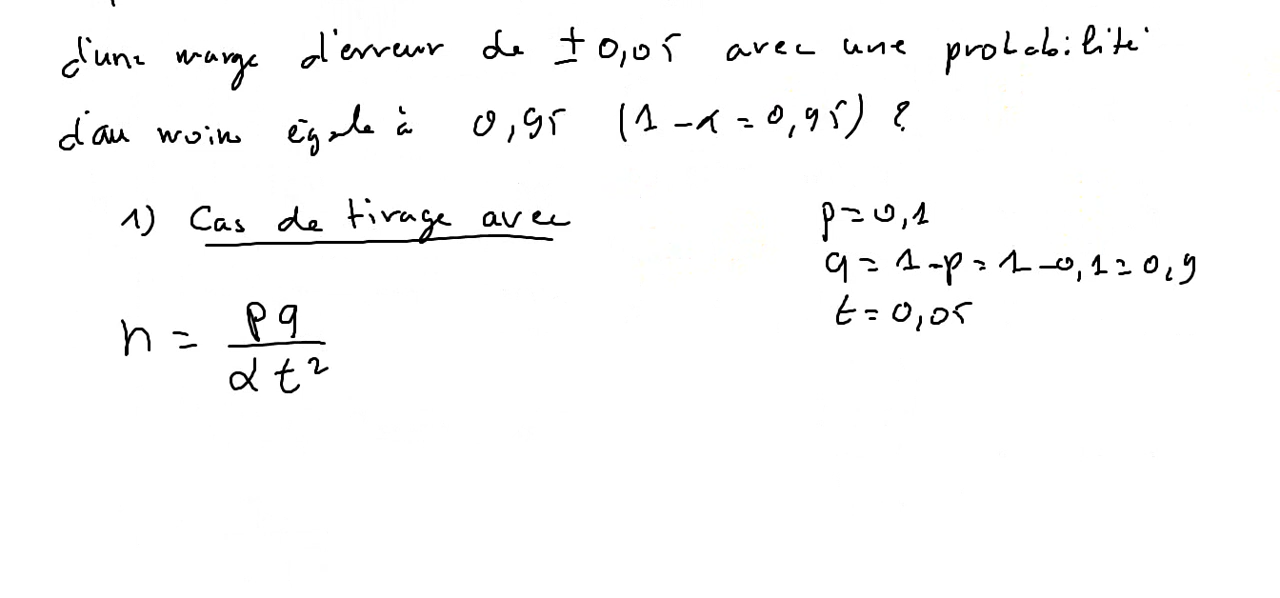 d'une marge d'erreur de ± 0,05 avec une probabilité
d'au moins égale à 0,95 (1 - α = 0,95) ?
1) Cas de tirage avec
p = 0,1
q = 1 - p = 1 - 0,1 = 0,9
t = 0,05
n = pq / α t²